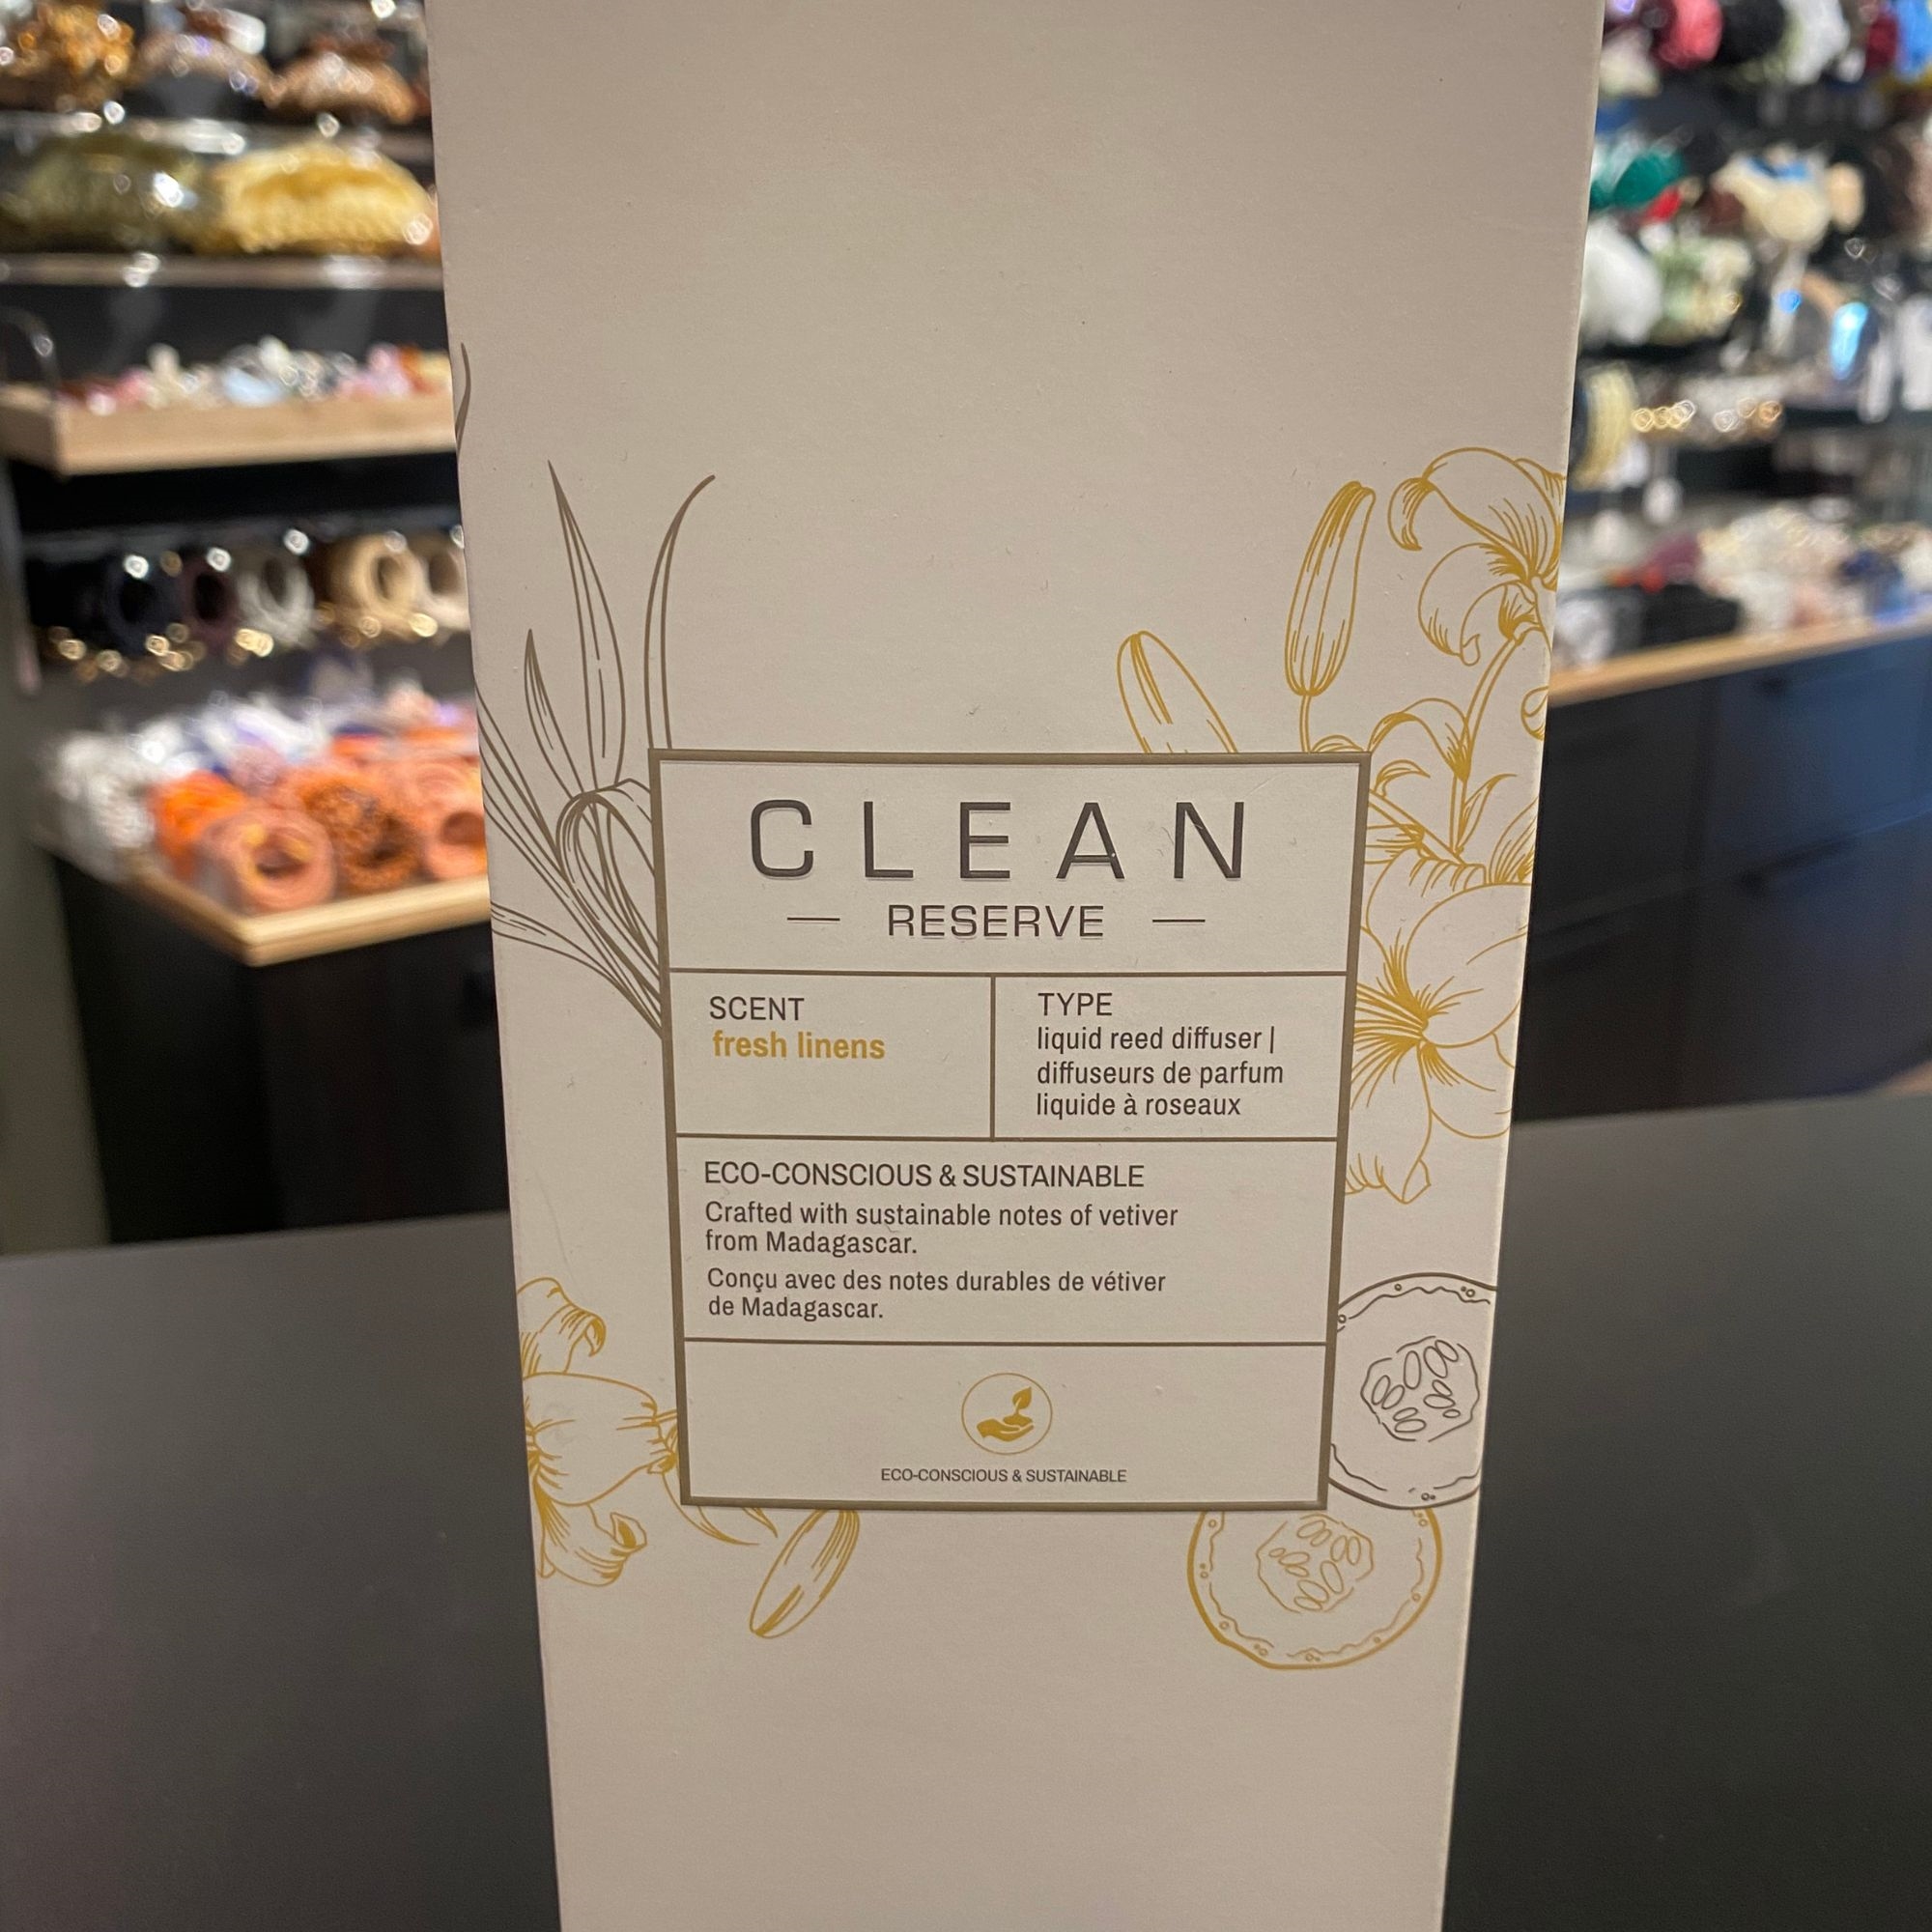 CLEAN
RESERVE
SCENT
fresh linens
TYPE
liquid reed diffuser |
diffuseurs de parfum
liquide à roseaux
ECO-CONSCIOUS & SUSTAINABLE
Crafted with sustainable notes of vetiver
from Madagascar.
Conçu avec des notes durables de vétiver
de Madagascar.
ECO-CONSCIOUS & SUSTAINABLE